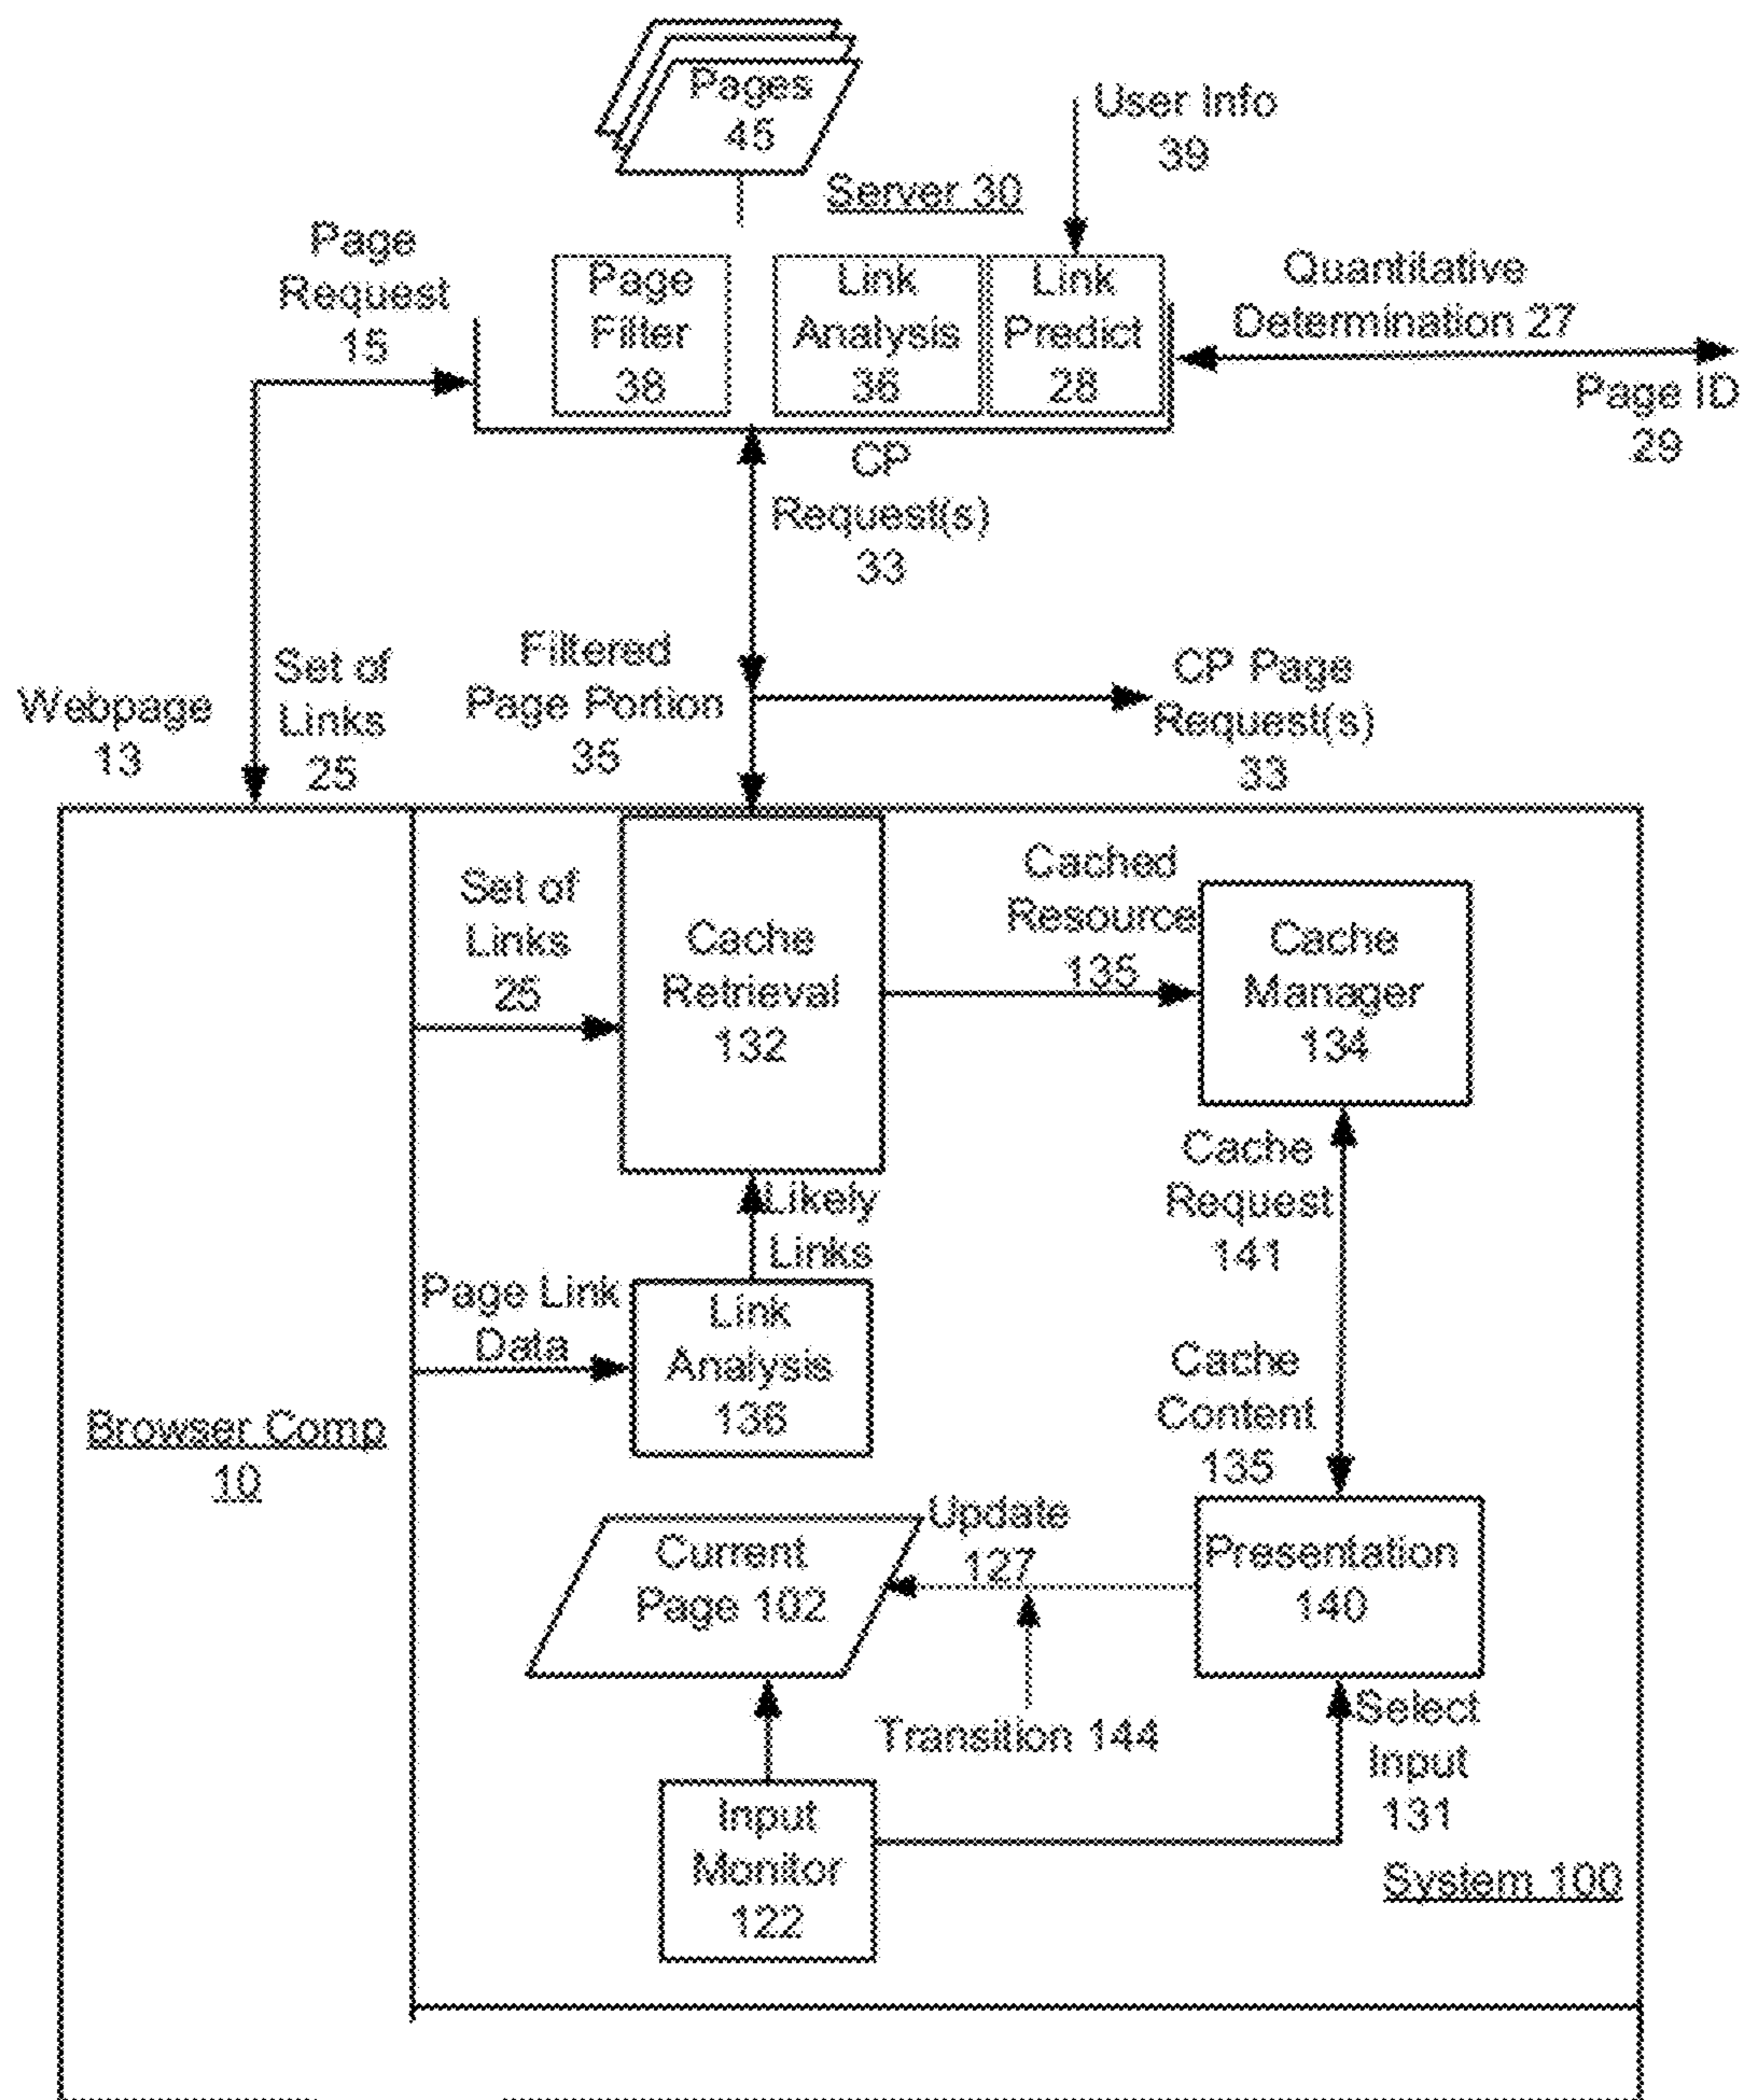 Pages
45
User Info
39
Server 30
Page
Request
15
Page
Filter
38
Link
Analysis
36
Link
Predict
28
Quantilative
Determination 27
Page ID
29
CP
Request(s)
33
Webpage
13
Set of
Links
25
Filtered
Page Portion
35
CP Page
Request(s)
33
Set of
Links
25
Cache
Retrieval
132
Cached
Resource
135
Cache
Manager
134
Likely
Links
Cache
Request
141
Page Link
Data
Link
Analysis
136
Cache
Content
135
Browser Comp
10
Current
Page 102
Update
127
Presentation
140
Transition 144
Select
Input
131
Input
Monitor
122
System 100